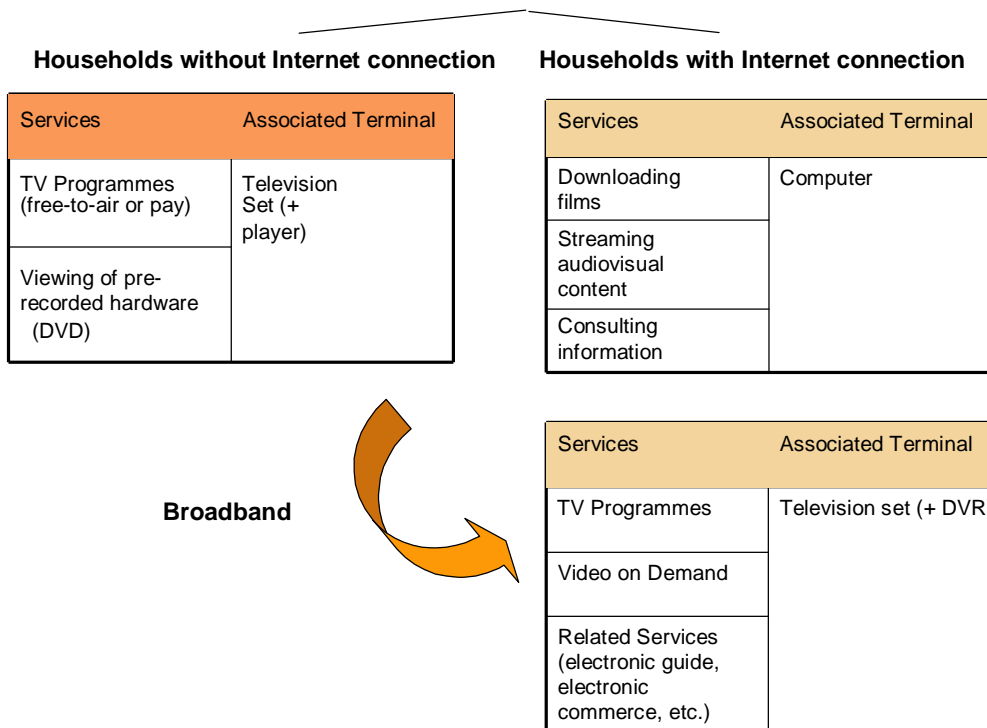 Households without Internet connection
Households with Internet connection
Services
Associated Terminal
TV Programmes
(free-to-air or pay)
Television
Set (+
player)
Viewing of pre-
recorded hardware
(DVD)
Services
Associated Terminal
Downloading
films
Computer
Streaming
audiovisual
content
Consulting
information
Broadband
Services
Associated Terminal
TV Programmes
Television set (+ DVR
Video on Demand
Related Services
(electronic guide,
electronic
commerce, etc.)